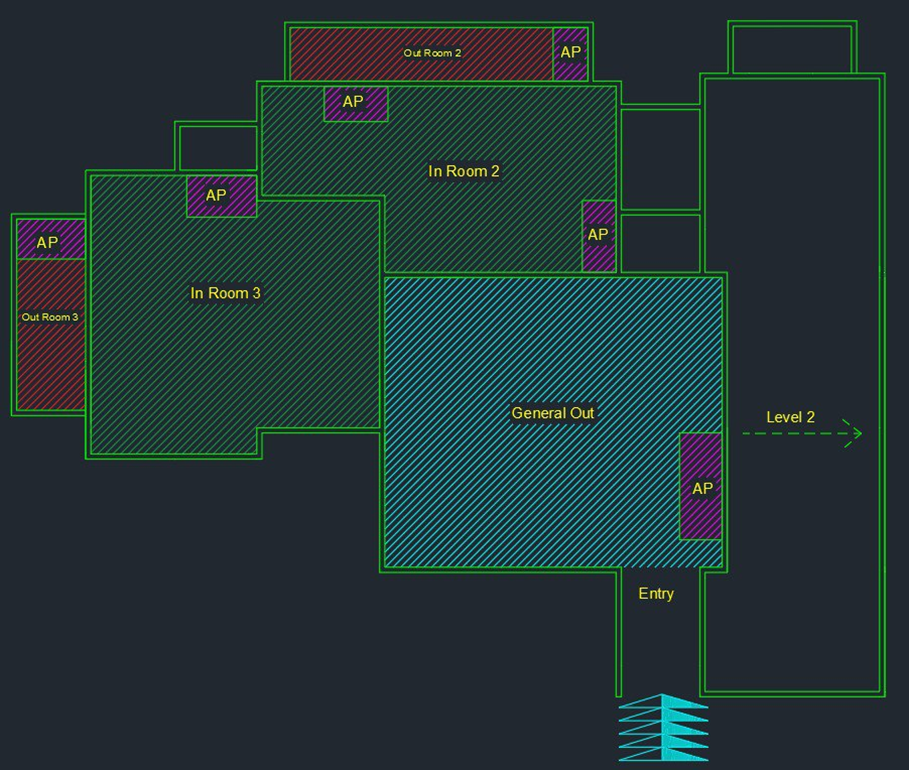 Out Room 2
AP
AP
In Room 2
AP
AP
AP
In Room 3
Out Room 3
General Out
Level 2
AP
Entry